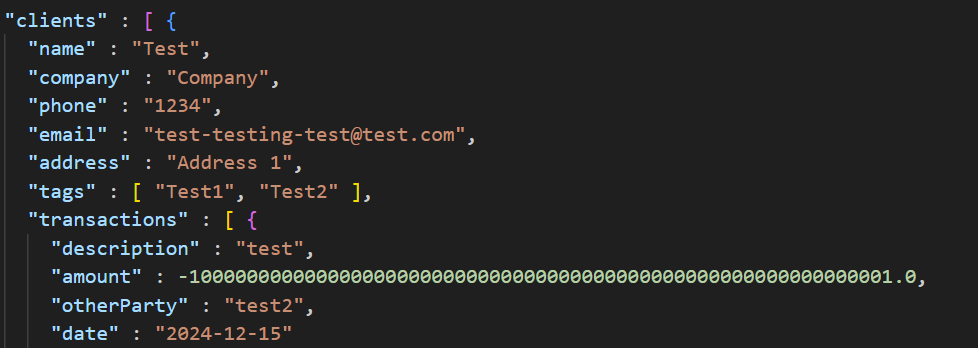 "clients" : [ {
"name" : "Test",
"company" : "Company",
"phone" : "1234",
"email" : "test-testing-test@test.com",
"address" : "Address 1",
"tags" : [ "Test1", "Test2" ],
"transactions" : [ {
"description" : "test",
"amount" : -1000000000000000000000000000000000000000000000000000000000001.0,
"otherParty" : "test2",
"date" : "2024-12-15"